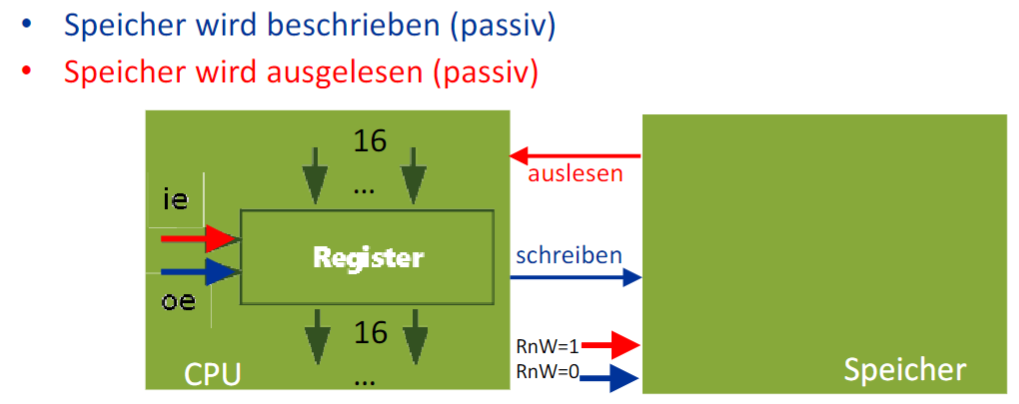 • Speicher wird beschrieben (passiv)
• Speicher wird ausgelesen (passiv)
16
...
auslesen
ie
Register
schreiben
oe
16
...
CPU
RnW=1
RnW=0
Speicher